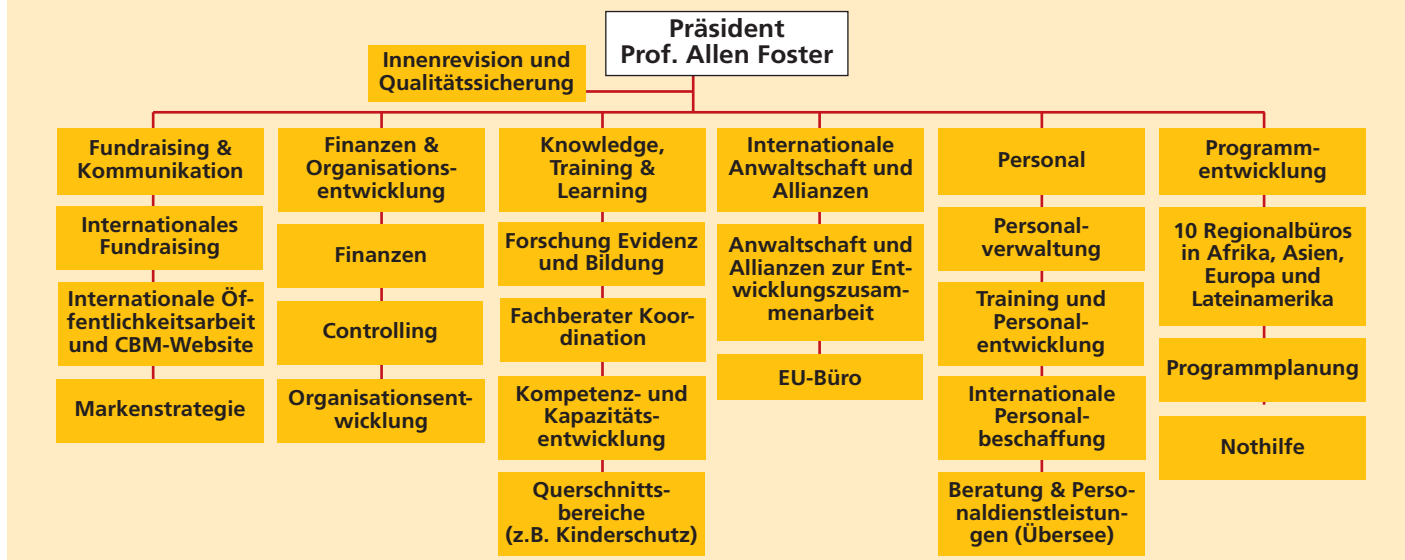 Präsident
Prof. Allen Foster
Innenrevision und
Qualitätssicherung
Fundraising &
Kommunikation
Internationales
Fundraising
Internationale Öf-
fentlichkeitsarbeit
und CBM-Website
Markenstrategie
Finanzen &
Organisations-
entwicklung
Finanzen
Controlling
Organisationsent-
wicklung
Knowledge,
Training &
Learning
Forschung Evidenz
und Bildung
Fachberater Koor-
dination
Kompetenz- und
Kapazitäts-
entwicklung
Querschnitts-
bereiche
(z.B. Kinderschutz)
Internationale
Anwaltschaft und
Allianzen
Anwaltschaft und
Allianzen zur Ent-
wicklungszusam-
menarbeit
EU-Büro
Personal
Personal-
verwaltung
Training und
Personal-
entwicklung
Internationale
Personal-
beschaffung
Beratung & Perso-
naldienstleistun-
gen (Übersee)
Programm-
entwicklung
10 Regionalbüros
in Afrika, Asien,
Europa und
Lateinamerika
Programmplanung
Nothilfe